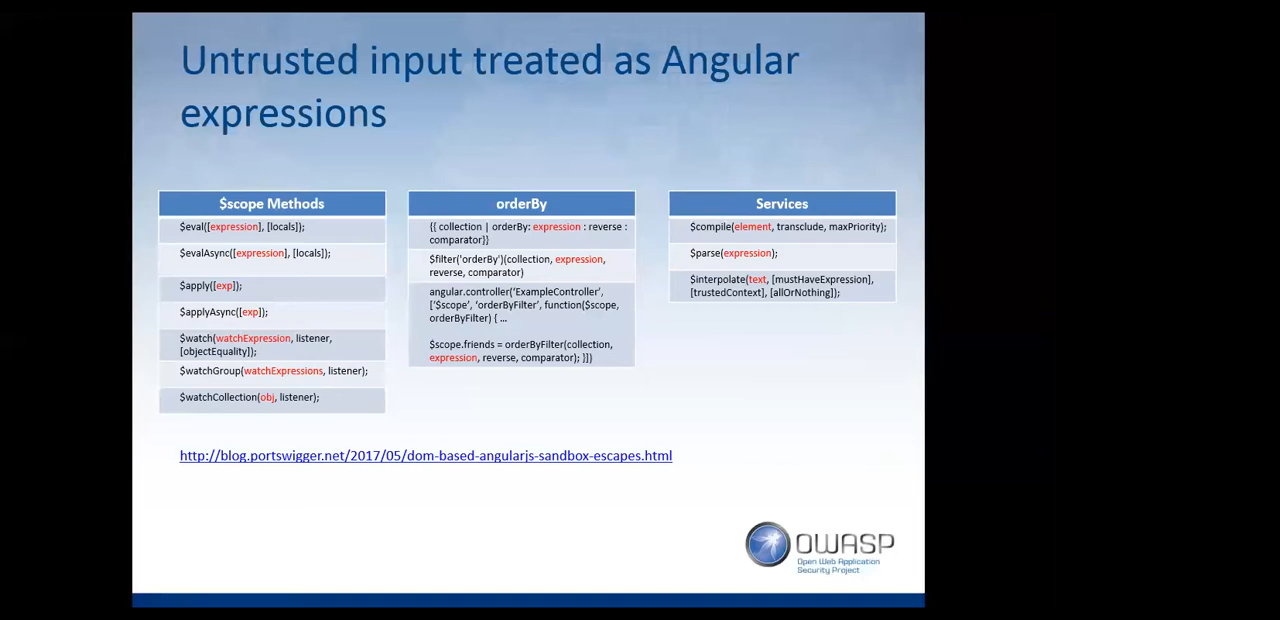 Untrusted input treated as Angular
expressions
$scope Methods
$eval([expression], [locals]);
$evalAsync([expression], [locals]);
$apply([exp]);
$applyAsync([exp]);
$watch(watchExpression, listener,
[objectEquality]);
$watchGroup(watchExpressions, listener);
$watchCollection(obj, listener);
orderBy
{{ collection | orderBy: expression : reverse :
comparator}}
$filter('orderBy')(collection, expression,
reverse, comparator)
angular.controller(‘ExampleController’,
[‘$scope’, ‘orderByFilter’, function($scope,
orderByFilter) { ...
$scope.friends = orderByFilter(collection,
expression, reverse, comparator); }])
Services
$compile(element, transclude, maxPriority);
$parse(expression);
$interpolate(text, [mustHaveExpression],
[trustedContext], [allOrNothing]);
http://blog.portswigger.net/2017/05/dom-based-angularjs-sandbox-escapes.html
OWASP
Open Web Application
Security Project